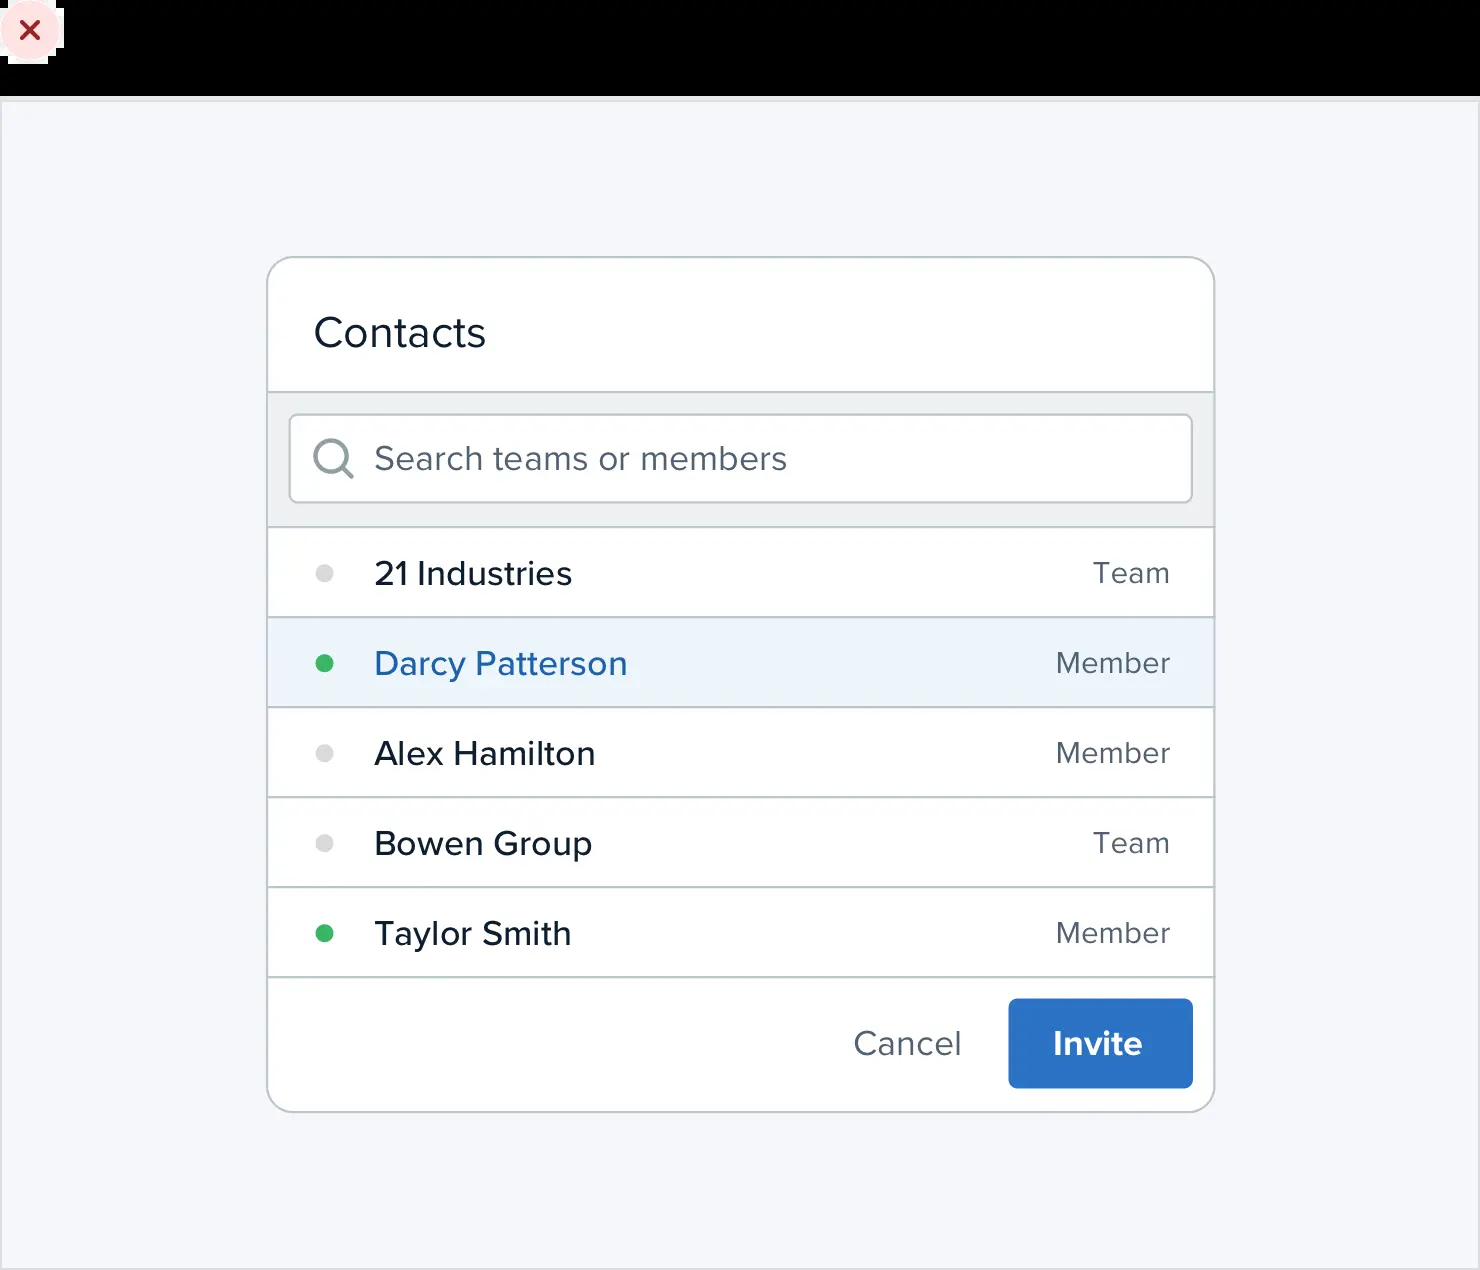 Contacts
Search teams or members
21 Industries Team
Darcy Patterson Member
Alex Hamilton Member
Bowen Group Team
Taylor Smith Member
Cancel Invite